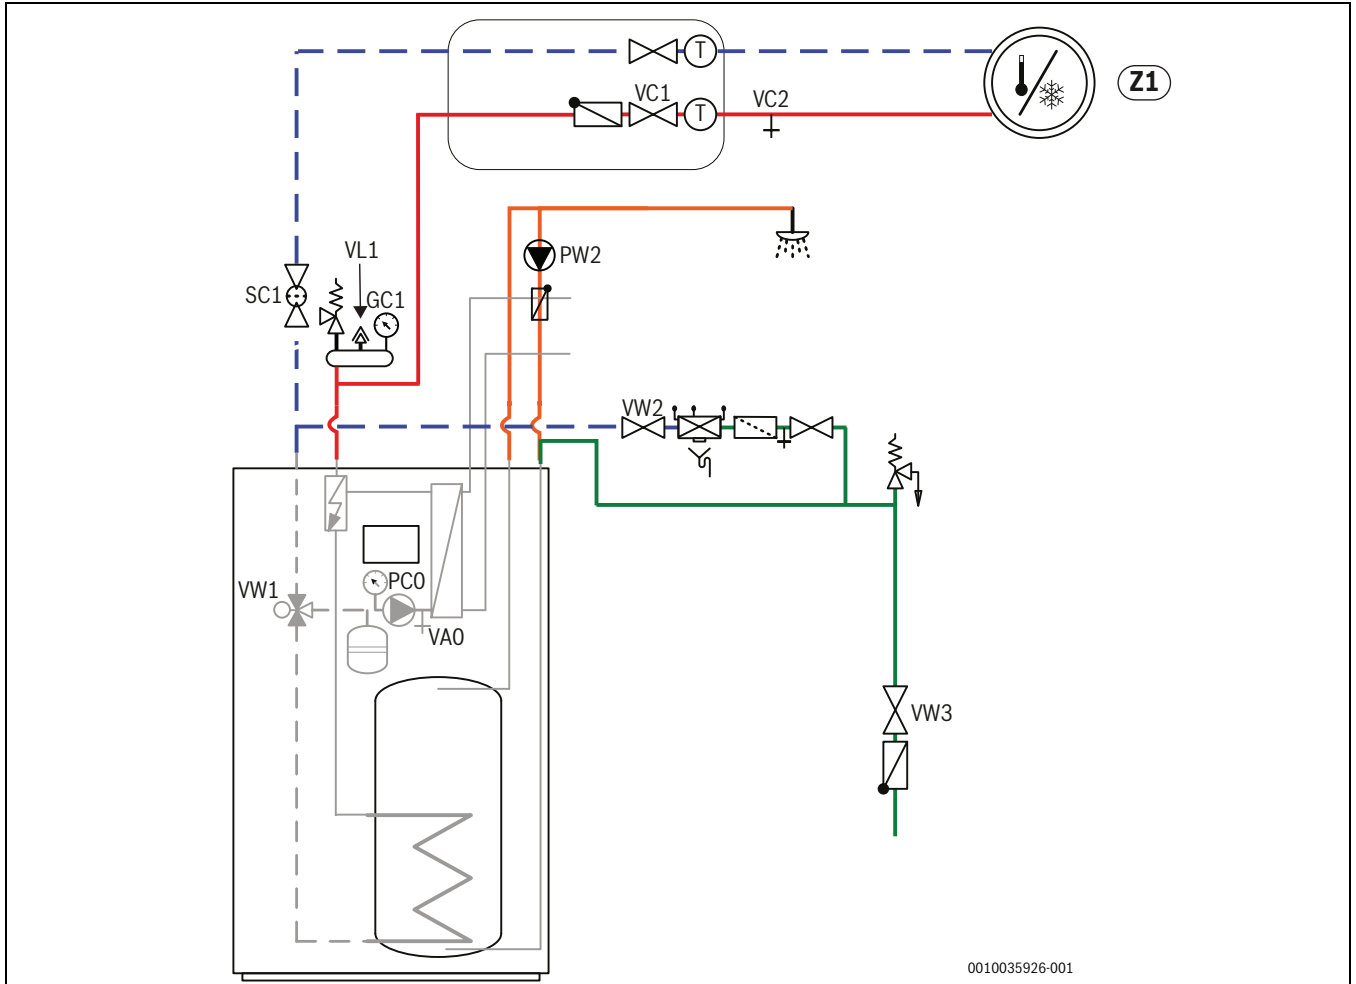 T
Z1
VC1
VC2
T
VL1
PW2
SC1
GC1
VW2
PC0
VW1
VA0
VW3
0010035926-001